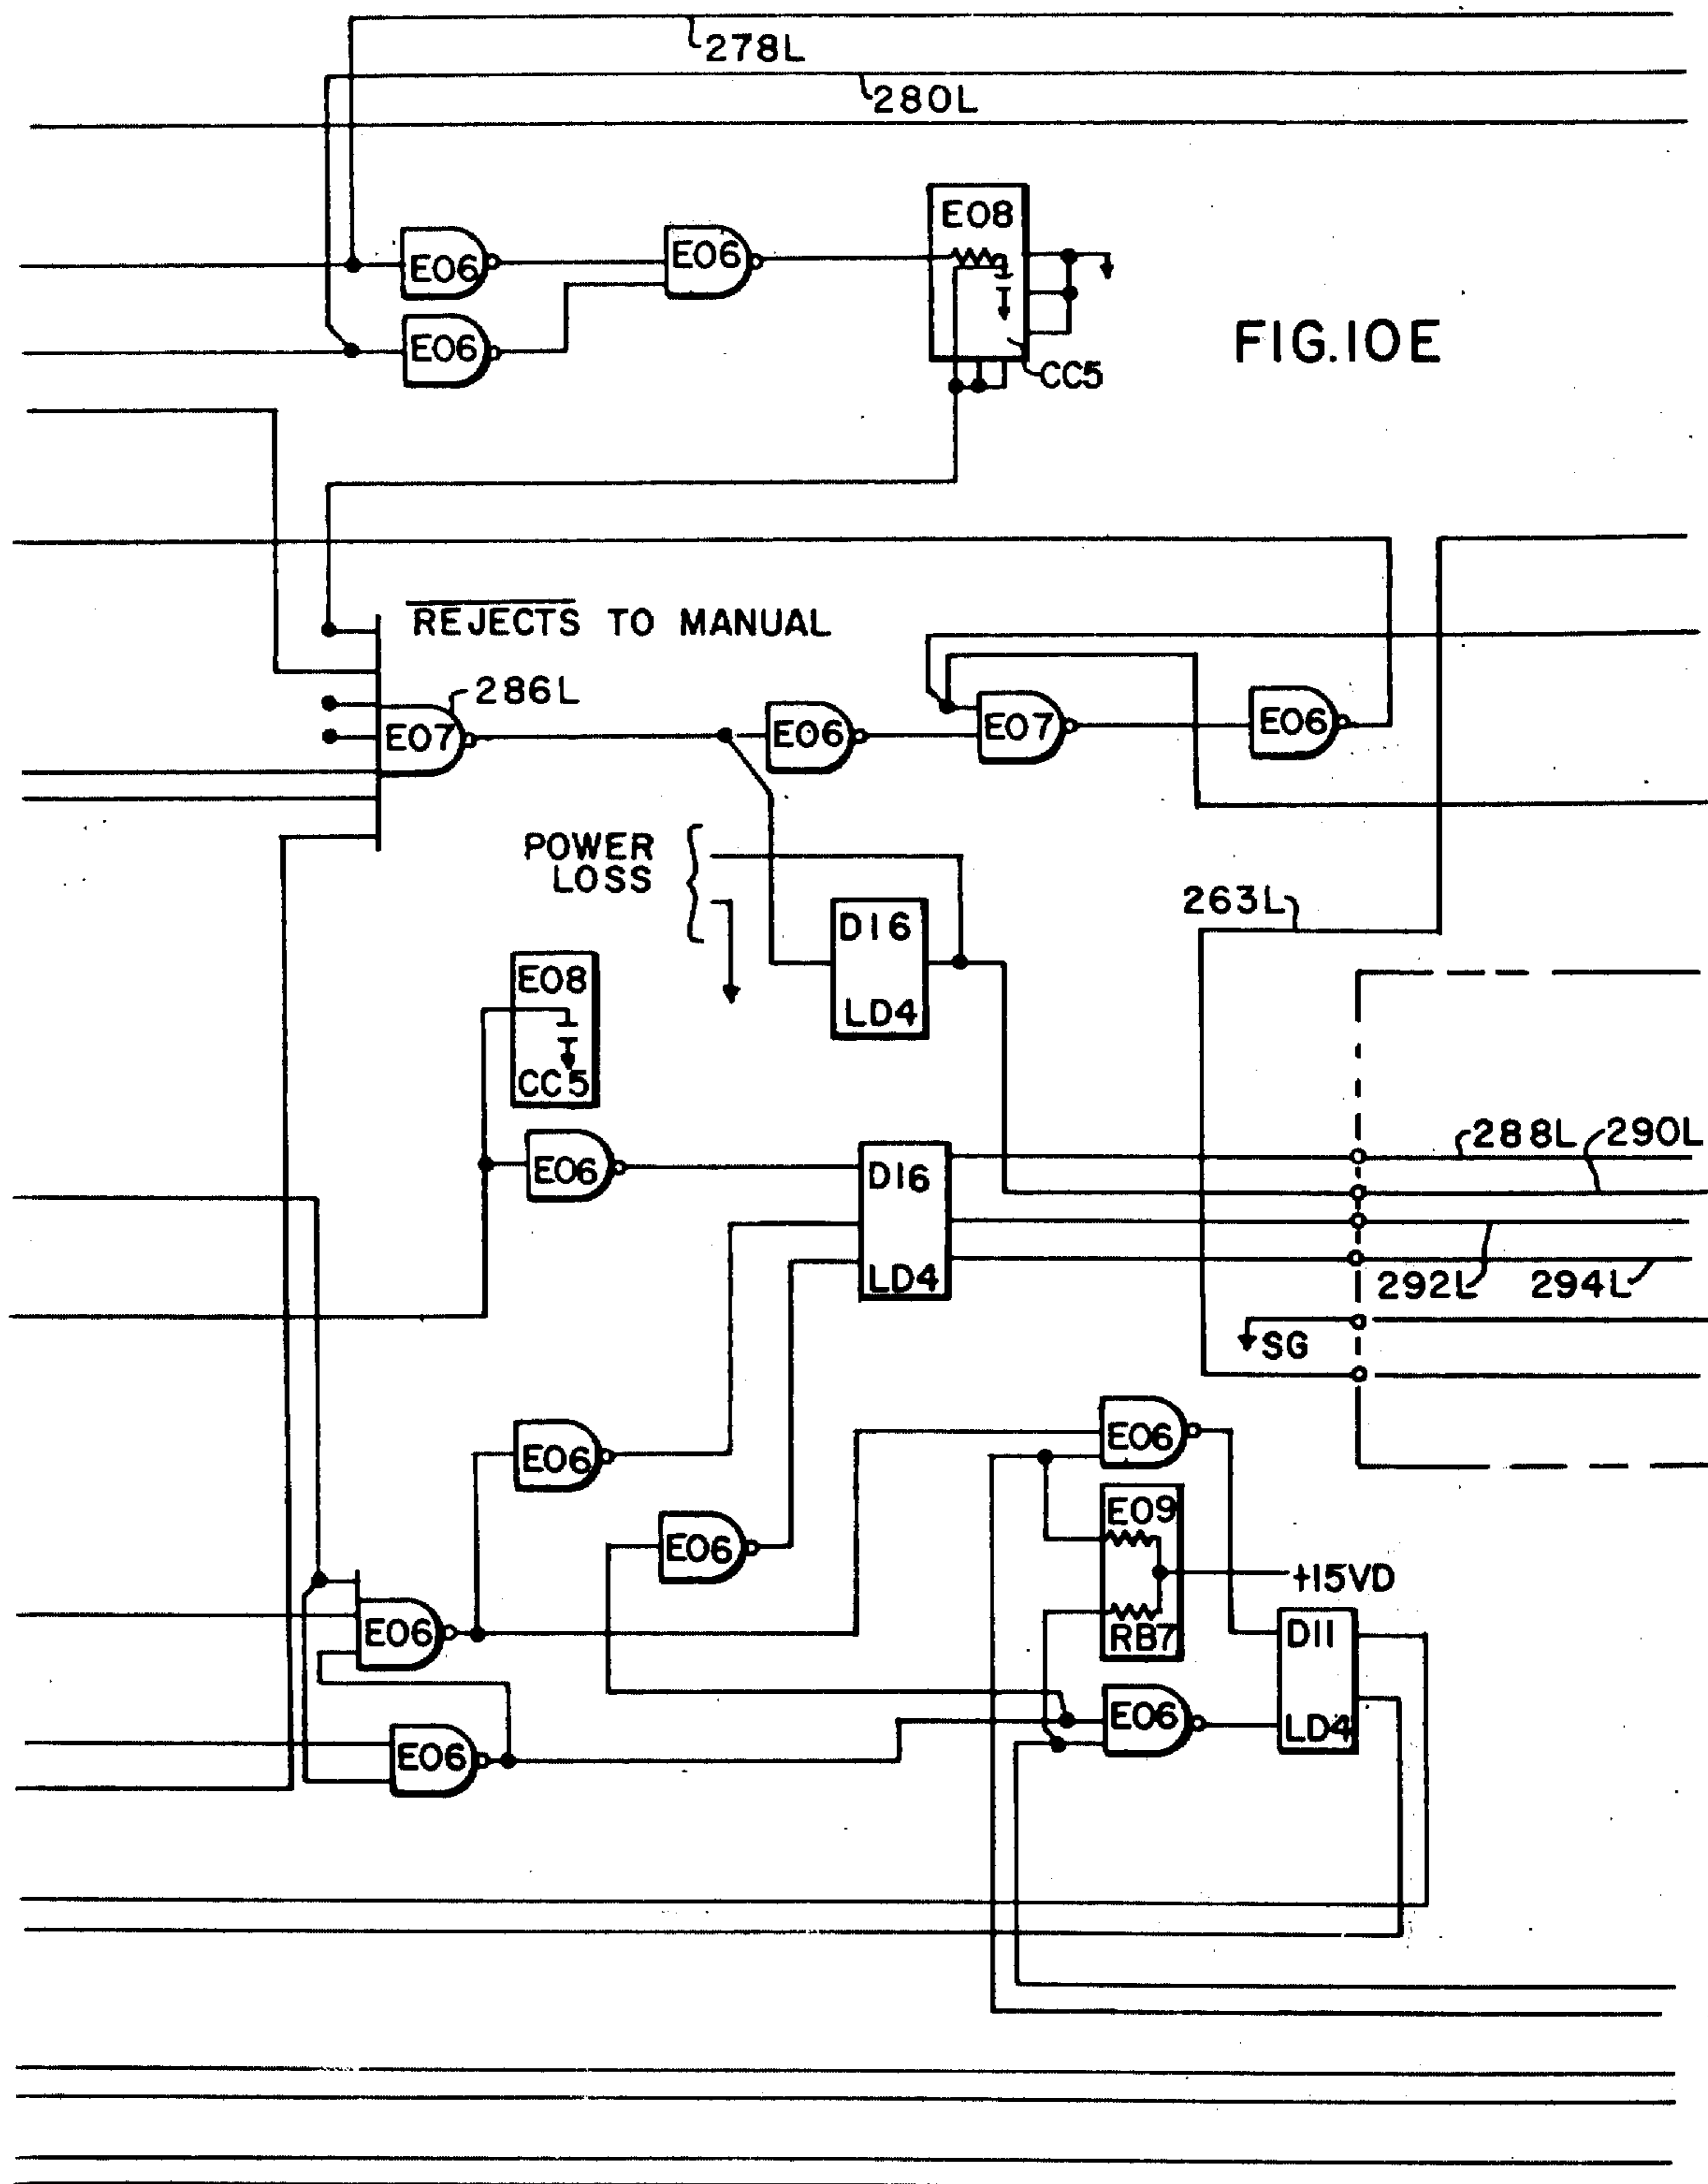 278L
280L
E08
E06
E06
E06
CC5
FIG.10E
REJECTS TO MANUAL
286L
E07
E06
E07
E06
POWER
LOSS
263L
D16
LD4
E08
CC5
288L
290L
E06
D16
LD4
292L
294L
SG
E06
E06
E09
E06
+15VD
E06
RB7
D11
E06
LD4
E06